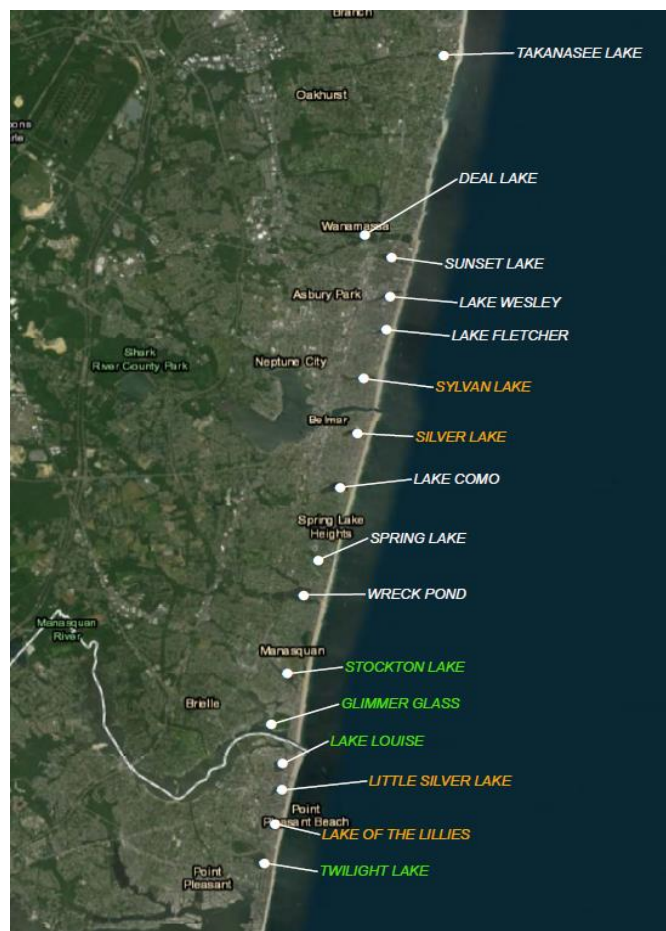 Branch
TAKANASEE LAKE
Oakhurst
DEAL LAKE
Wanamassa
SUNSET LAKE
Asbury Park
LAKE WESLEY
LAKE FLETCHER
Shark
River County Park
Neptune City
SYLVAN LAKE
Belmar
SILVER LAKE
LAKE COMO
Spring Lake
Heights
SPRING LAKE
WRECK POND
Manasquan
River
Manasquan
STOCKTON LAKE
Brielle
GLIMMER GLASS
LAKE LOUISE
LITTLE SILVER LAKE
Point
Pleasant Beach
LAKE OF THE LILLIES
Point
Pleasant
TWILIGHT LAKE